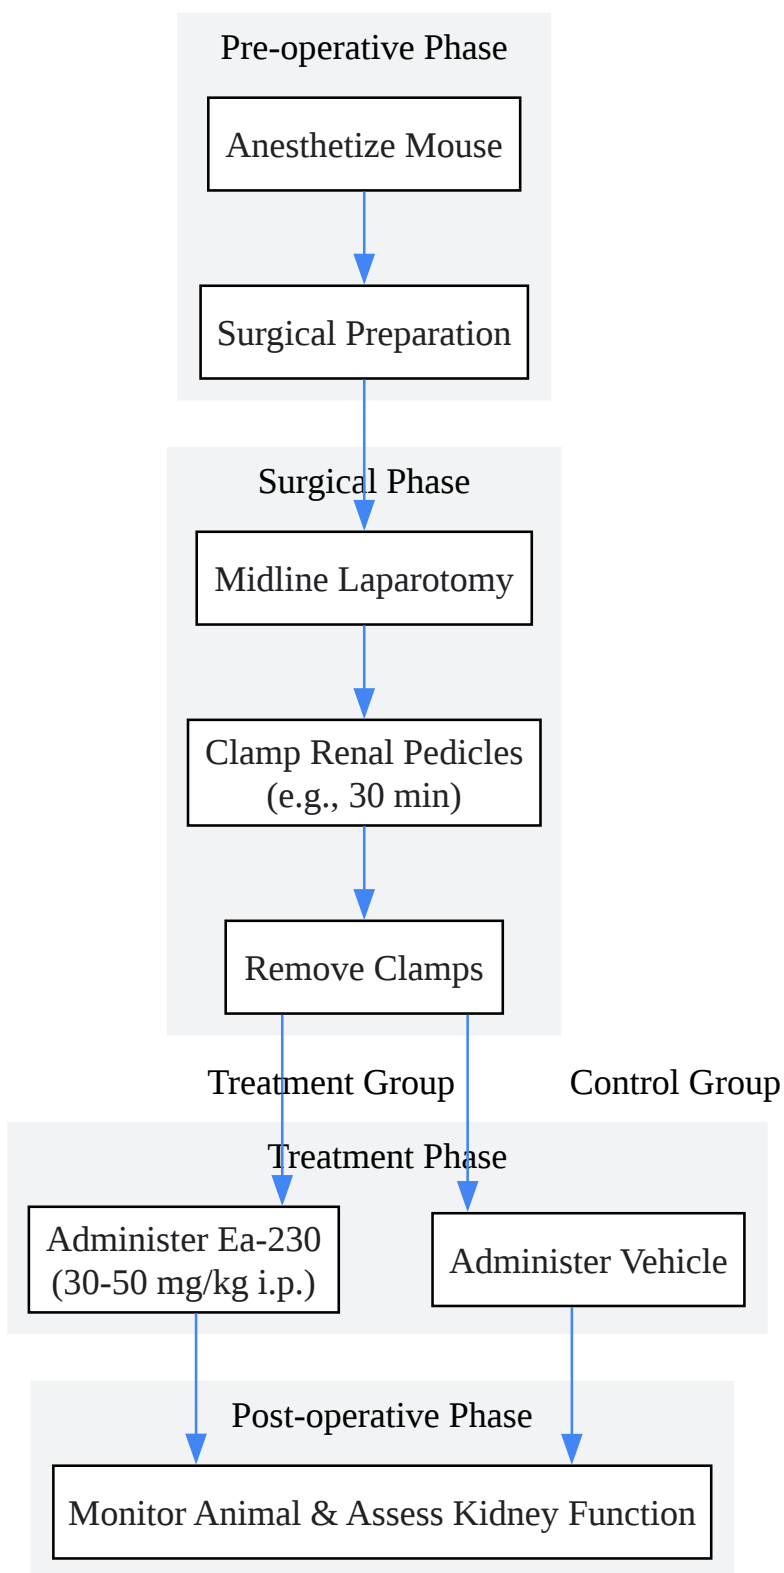 Pre-operative Phase
Anesthetize Mouse
Surgical Preparation
Surgical Phase
Midline Laparotomy
Clamp Renal Pedicles
(e.g., 30 min)
Remove Clamps
Treatment Group
Control Group
Treatment Phase
Administer Ea-230
(30-50 mg/kg i.p.)
Administer Vehicle
Post-operative Phase
Monitor Animal & Assess Kidney Function